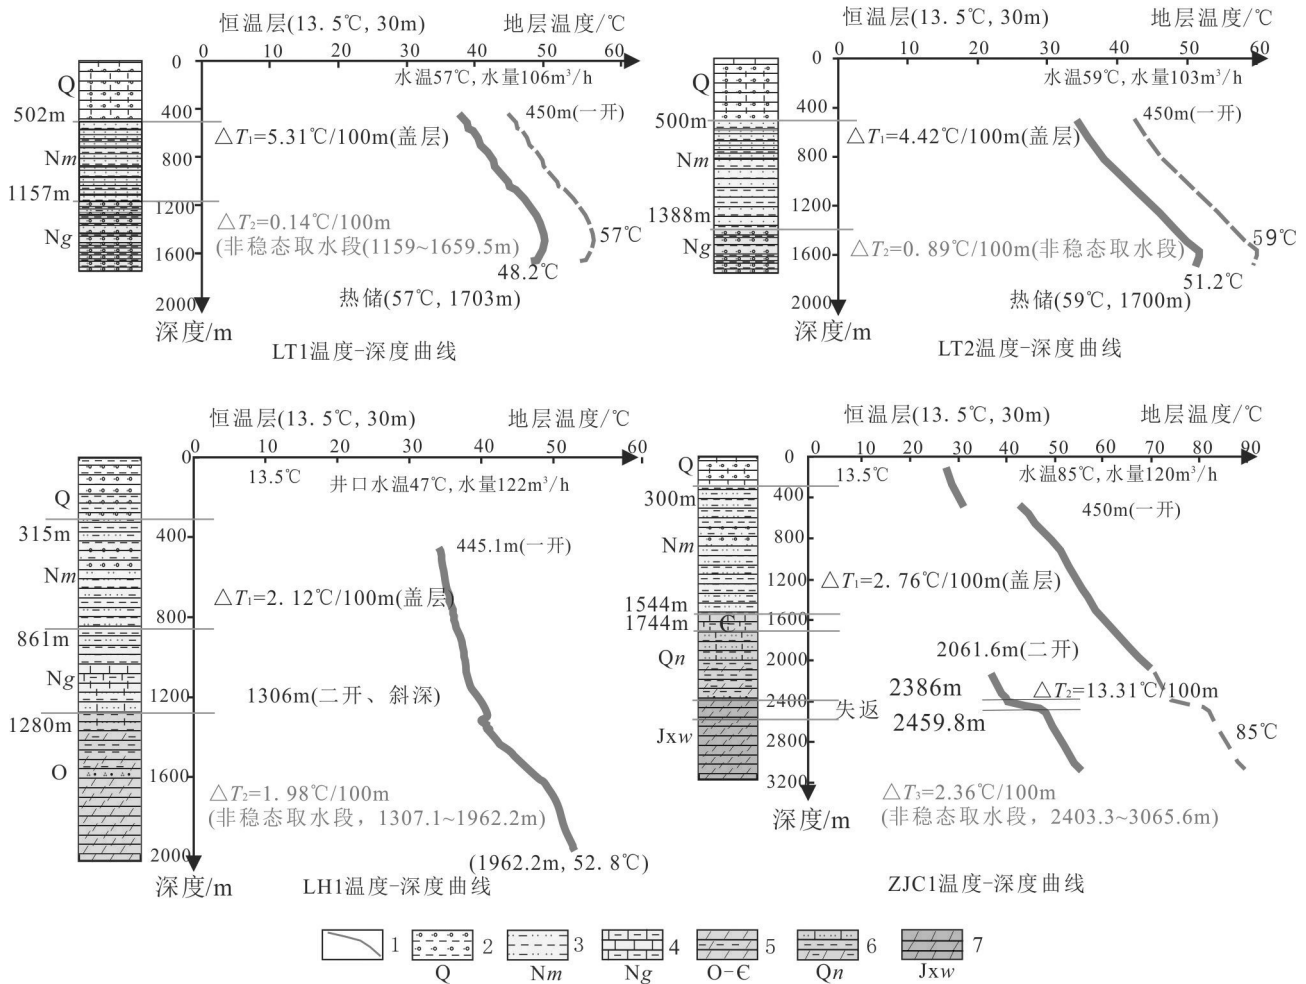 恒温层(13.5℃, 30m)
地层温度/℃
0 10 20 30 40 50 60
0
水温57℃, 水量106m³/h
Q
400
450m(一开)
502m
△T₁=5.31℃/100m(盖层)
Nm
800
1157m
1200
△T₂=0.14℃/100m
(非稳态取水段(1159~1659.5m)
57℃
Ng
1600
48.2℃
热储(57℃, 1703m)
2000
深度/m
LT1温度-深度曲线
恒温层(13.5℃, 30m)
地层温度/℃
0 10 20 30 40 50 60
0
水温59℃, 水量103m³/h
Q
400
450m(一开)
500m
△T₁=4.42℃/100m(盖层)
Nm
800
1388m
1200
59℃
Ng
△T₂=0.89℃/100m(非稳态取水段)
1600
51.2℃
热储(59℃, 1700m)
2000
深度/m
LT2温度-深度曲线
恒温层(13.5℃, 30m)
地层温度/℃
0 10 20 30 40 50 60
0
13.5℃
井口水温47℃, 水量122m³/h
Q
315m
400
445.1m(一开)
Nm
△T₁=2.12℃/100m(盖层)
800
861m
Ng
1306m(二开、斜深)
1200
1280m
O
1600
△T₂=1.98℃/100m
(非稳态取水段, 1307.1~1962.2m)
2000
(1962.2m, 52.8℃)
深度/m
LH1温度-深度曲线
恒温层(13.5℃, 30m)
地层温度/℃
0 10 20 30 40 50 60 70 80 90
0
Q
13.5℃
水温85℃, 水量120m³/h
300m
400
450m(一开)
Nm
800
1200
△T₁=2.76℃/100m(盖层)
1544m
1600
1744m
Є
Qn
2000
2061.6m(二开)
2386m
△T₂=13.31℃/100m
2400
失返
2459.8m
85℃
Jxw
2800
3200
△T₃=2.36℃/100m
(非稳态取水段, 2403.3~3065.6m)
深度/m
ZJC1温度-深度曲线
1 2 3 4 5 6 7
Q Nm Ng O-Є Qn Jxw